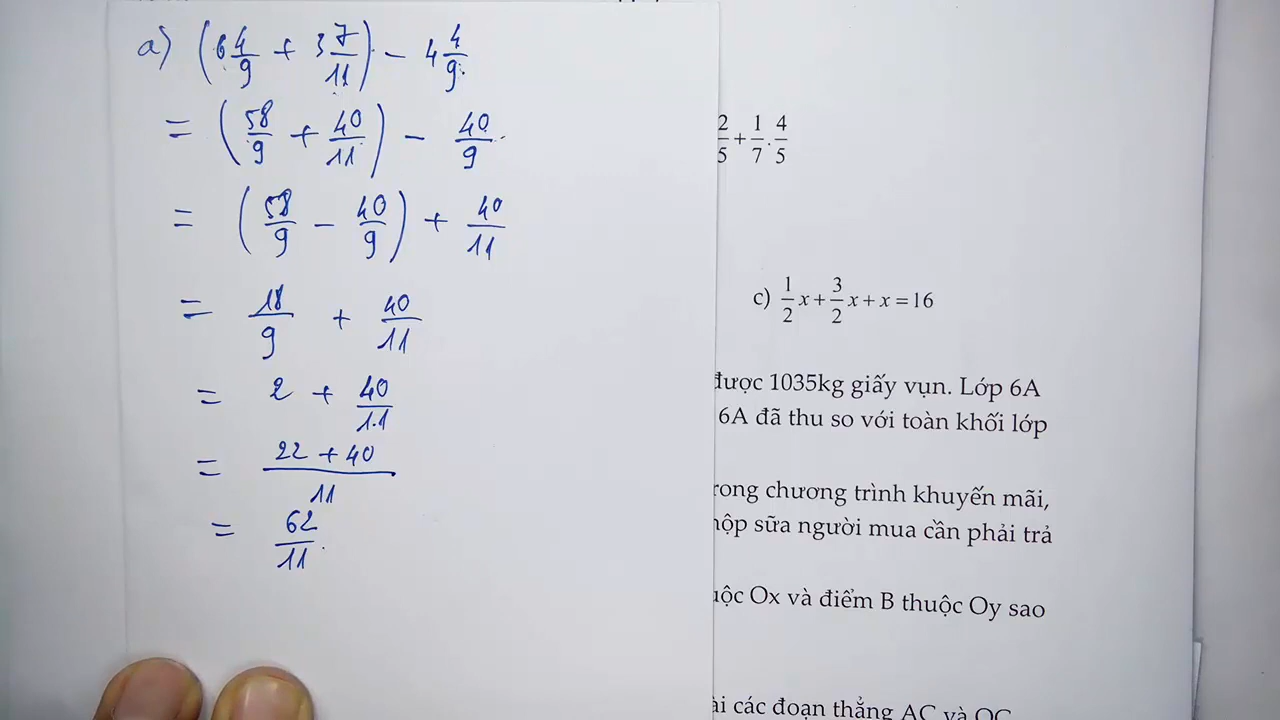 a) (6 4/9 + 3 7/11) - 4 4/9
= (58/9 + 40/11) - 40/9
= (58/9 - 40/9) + 40/11
= 18/9 + 40/11
= 2 + 40/11
= (22 + 40)/11
= 62/11
2/5 + 1/7 . 4/5
c) 1/2 x + 3/2 x + x = 16
được 1035kg giấy vụn. Lớp 6A
6A đã thu so với toàn khối lớp
trong chương trình khuyến mãi,
hộp sữa người mua cần phải trả
Ox và điểm B thuộc Oy sao
các đoạn thẳng AC và OC